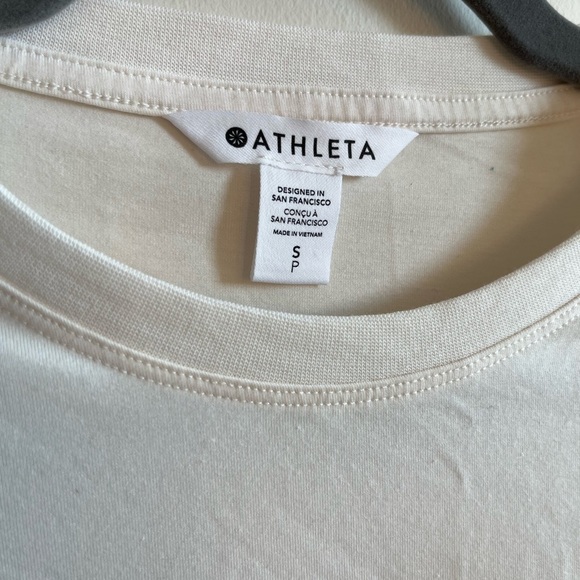 ATHLETA
DESIGNED IN
SAN FRANCISCO
CONÇU À
SAN FRANCISCO
MADE IN VIETNAM
S
P